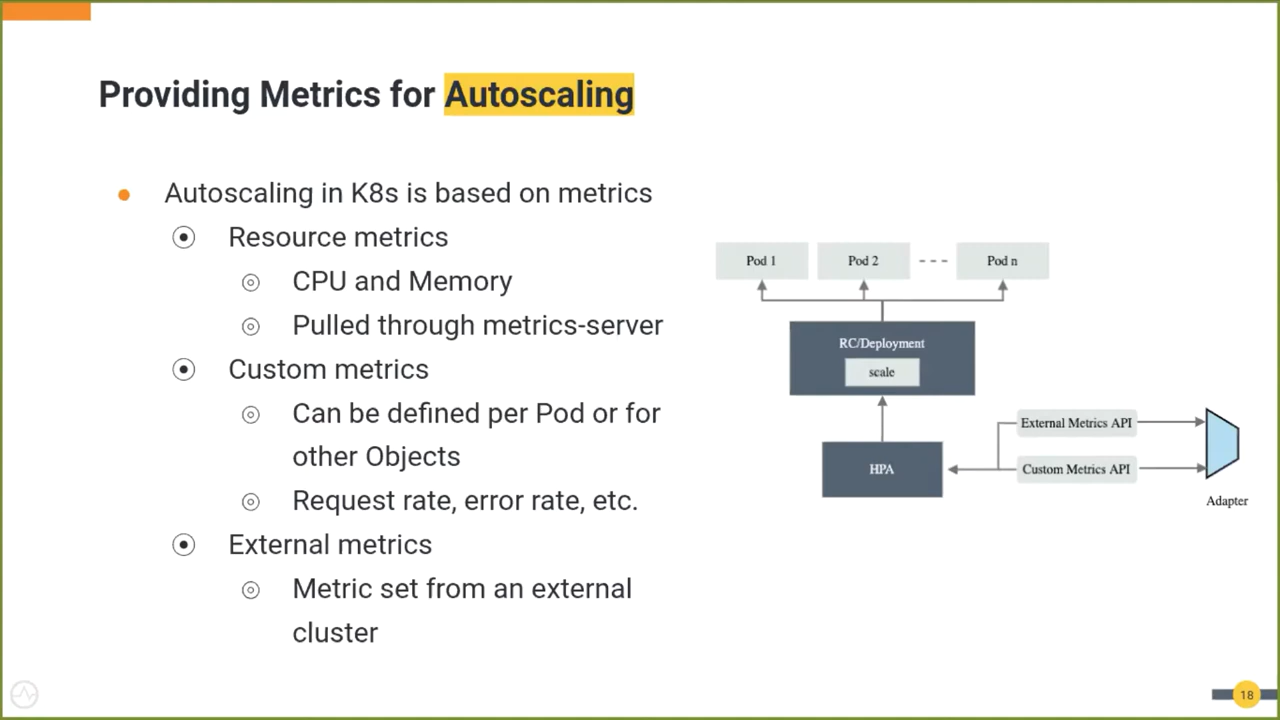 Providing Metrics for Autoscaling
Autoscaling in K8s is based on metrics
Resource metrics
CPU and Memory
Pulled through metrics-server
Custom metrics
Can be defined per Pod or for
other Objects
Request rate, error rate, etc.
External metrics
Metric set from an external
cluster
Pod 1
Pod 2
Pod n
RC/Deployment
scale
HPA
External Metrics API
Custom Metrics API
Adapter
18